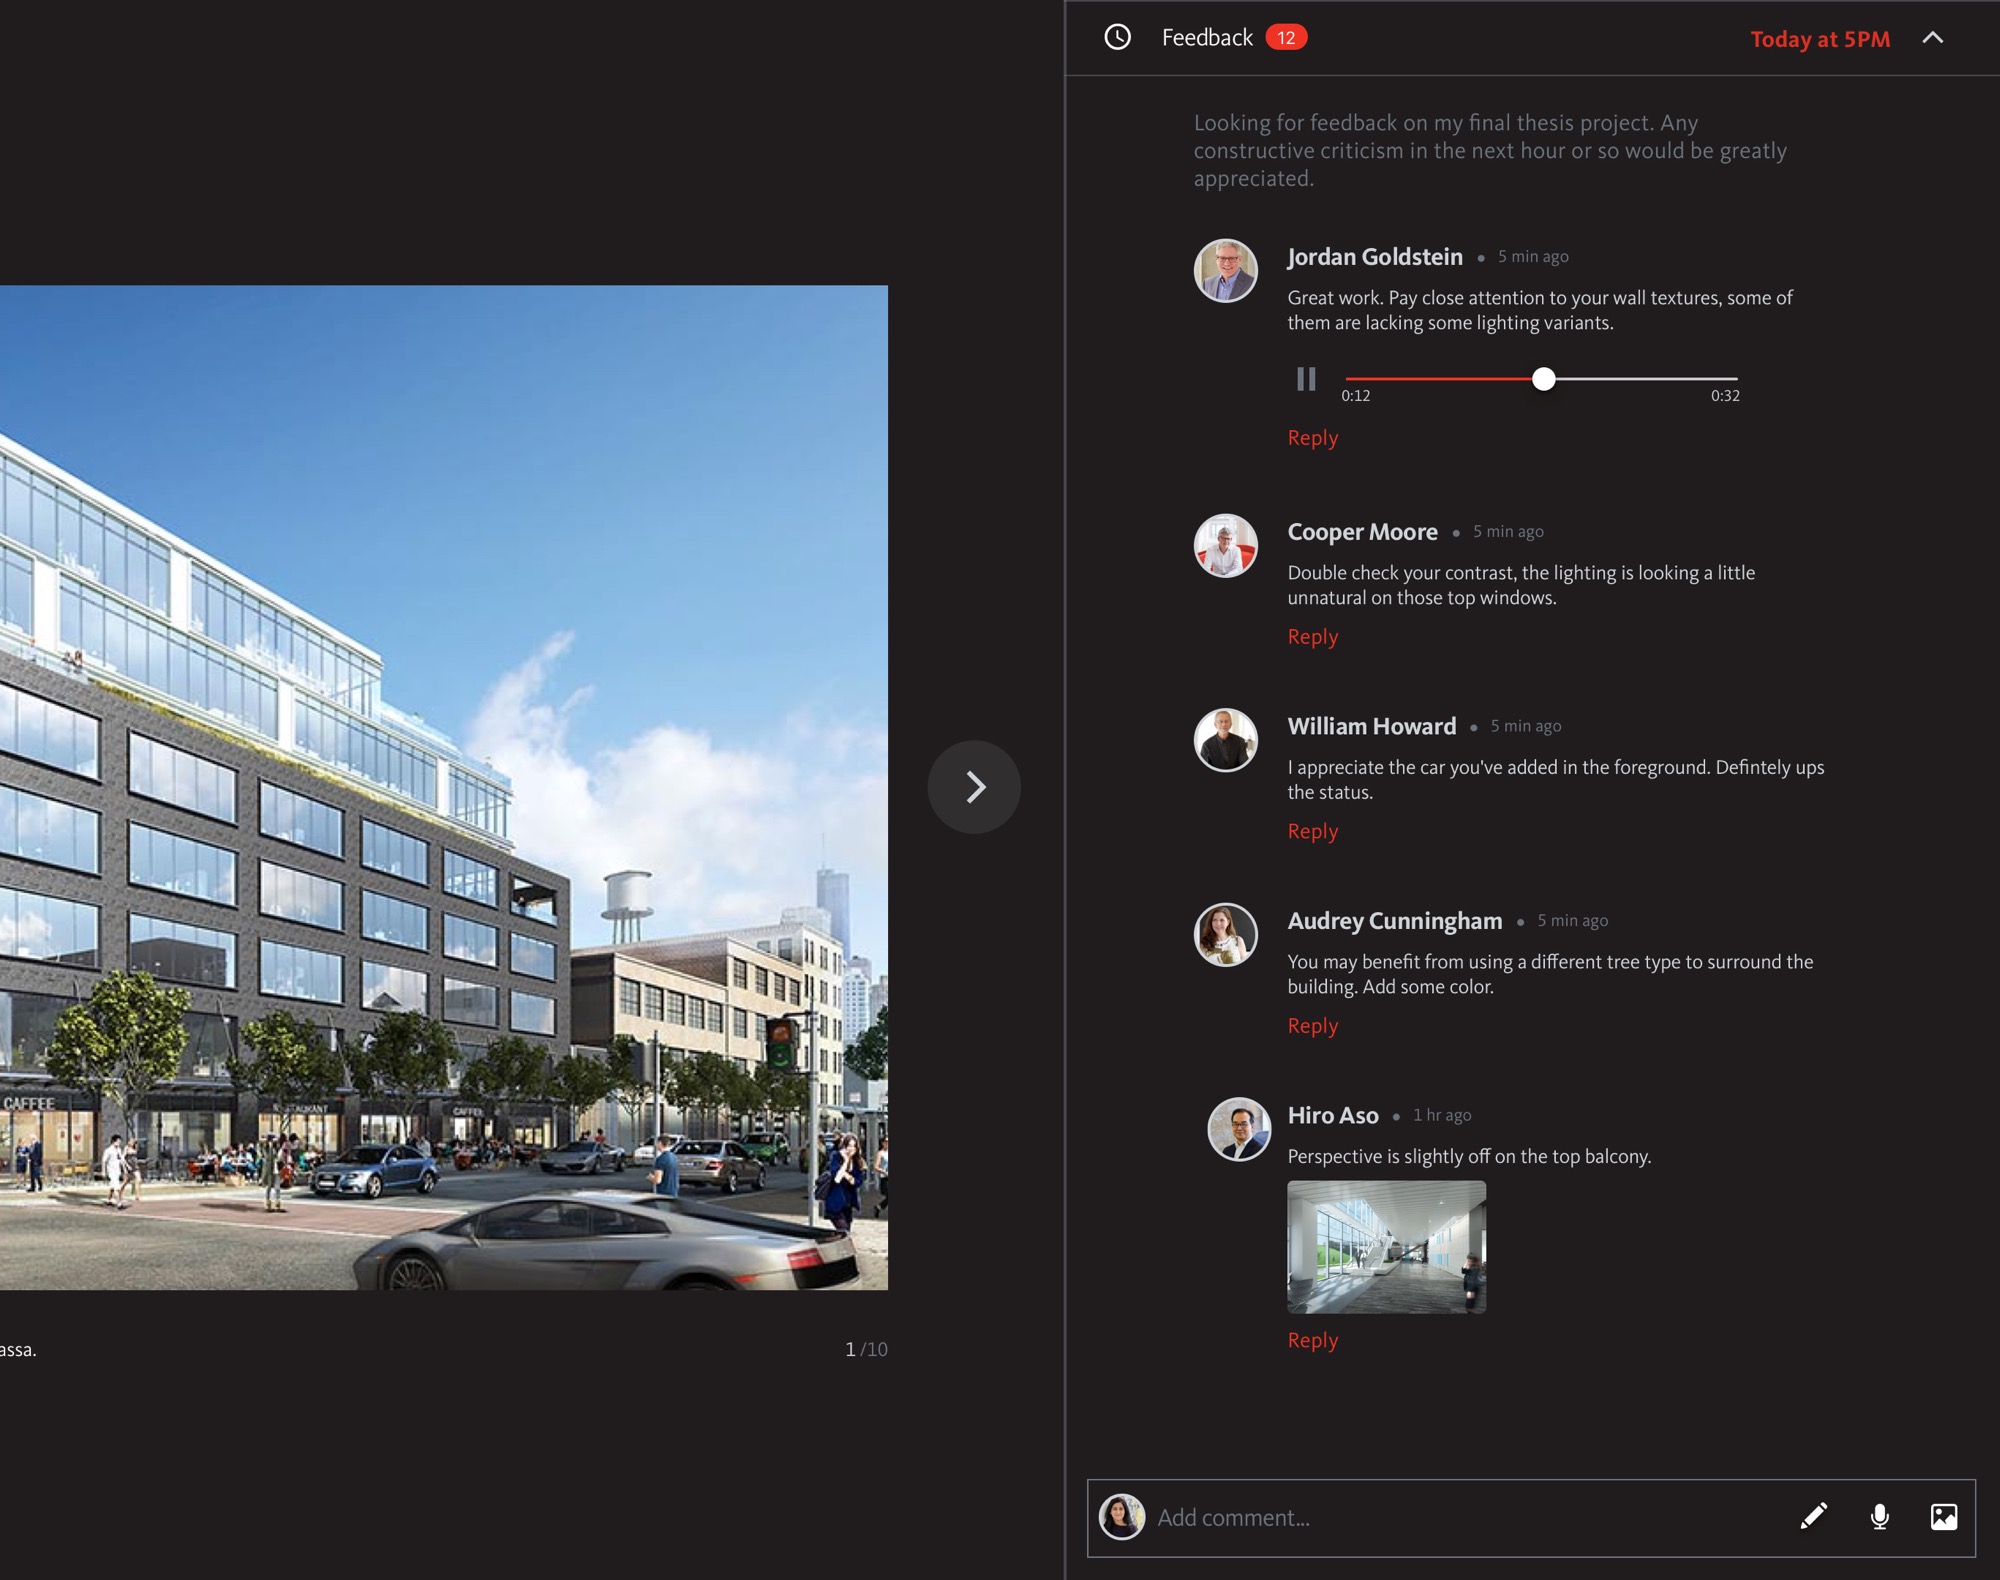 Feedback 12
Today at 5PM
Looking for feedback on my final thesis project. Any
constructive criticism in the next hour or so would be greatly
appreciated.
Jordan Goldstein • 5 min ago
Great work. Pay close attention to your wall textures, some of
them are lacking some lighting variants.
0:12
0:32
Reply
Cooper Moore • 5 min ago
Double check your contrast, the lighting is looking a little
unnatural on those top windows.
Reply
William Howard • 5 min ago
I appreciate the car you've added in the foreground. Defintely ups
the status.
Reply
Audrey Cunningham • 5 min ago
You may benefit from using a different tree type to surround the
building. Add some color.
Reply
Hiro Aso • 1 hr ago
Perspective is slightly off on the top balcony.
Reply
Add comment...
CAFFEE
RESTAURANT
CAFFEE
assa.
1/10